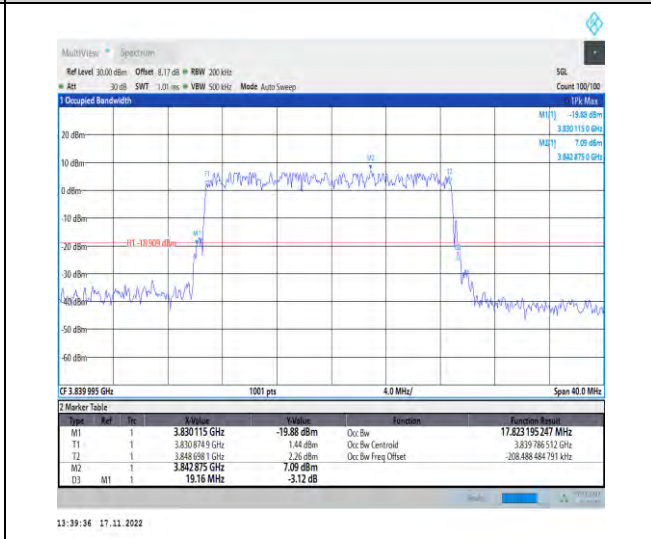 MultiView Spectrum
Ref Level 30.00 dBm Offset 8.17 dB RBW 200 kHz SGL
Att 30 dB SWT 1.01 ms VBW 500 kHz Mode Auto Sweep Count 100/100
1 Occupied Bandwidth 1Pk Max
M1[1] -19.88 dBm
3.830 115 0 GHz
M2[1] 7.09 dBm
3.842 875 0 GHz
20 dBm
10 dBm
M2
T1 T2
0 dBm
-10 dBm
M1
H1 -18.909 dBm
-20 dBm
-30 dBm
-40 dBm
-50 dBm
-60 dBm
CF 3.839 995 GHz 1001 pts 4.0 MHz/ Span 40.0 MHz
2 Marker Table
Type Ref Trc X-Value Y-Value Function Function Result
M1 1 3.830 115 GHz -19.88 dBm Occ Bw 17.823 195 247 MHz
T1 1 3.830 874 9 GHz 1.44 dBm Occ Bw Centroid 3.839 786 512 GHz
T2 1 3.848 698 1 GHz 2.26 dBm Occ Bw Freq Offset -208.488 484 791 kHz
M2 1 3.842 875 GHz 7.09 dBm
D3 M1 1 19.16 MHz -3.12 dB
13:39:36 17.11.2022